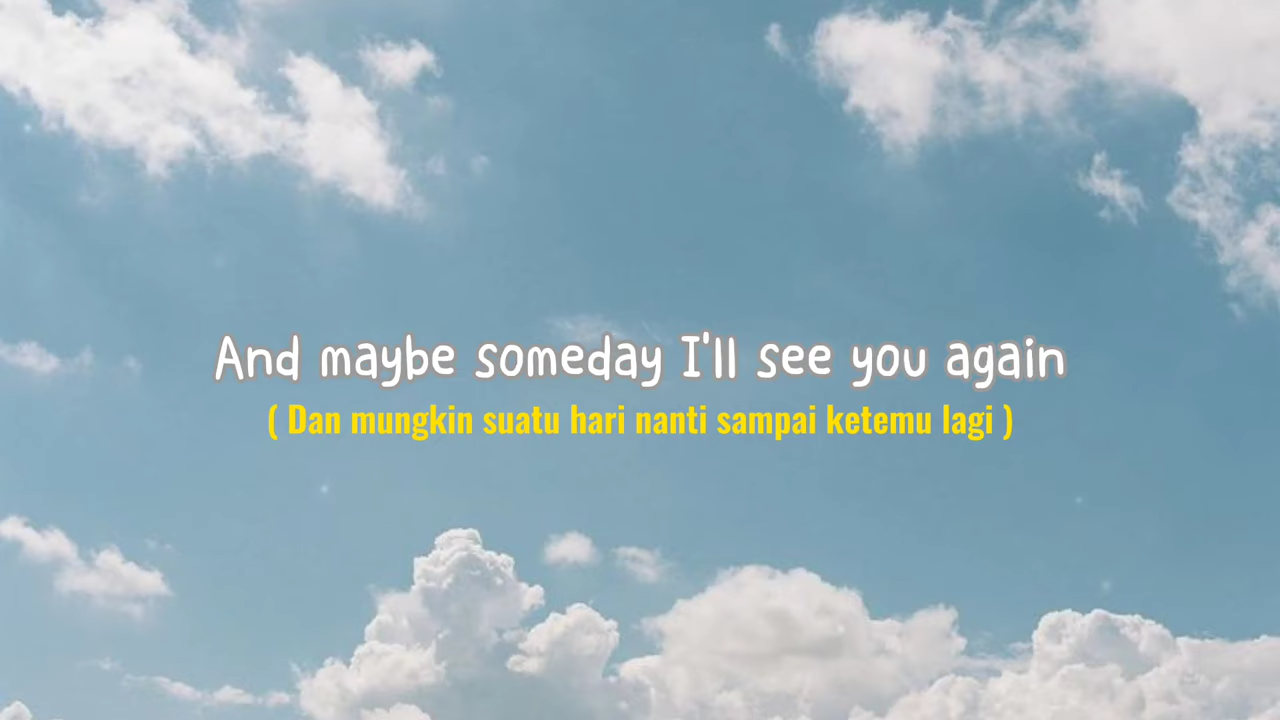 And maybe someday I'll see you again
( Dan mungkin suatu hari nanti sampai ketemu lagi )